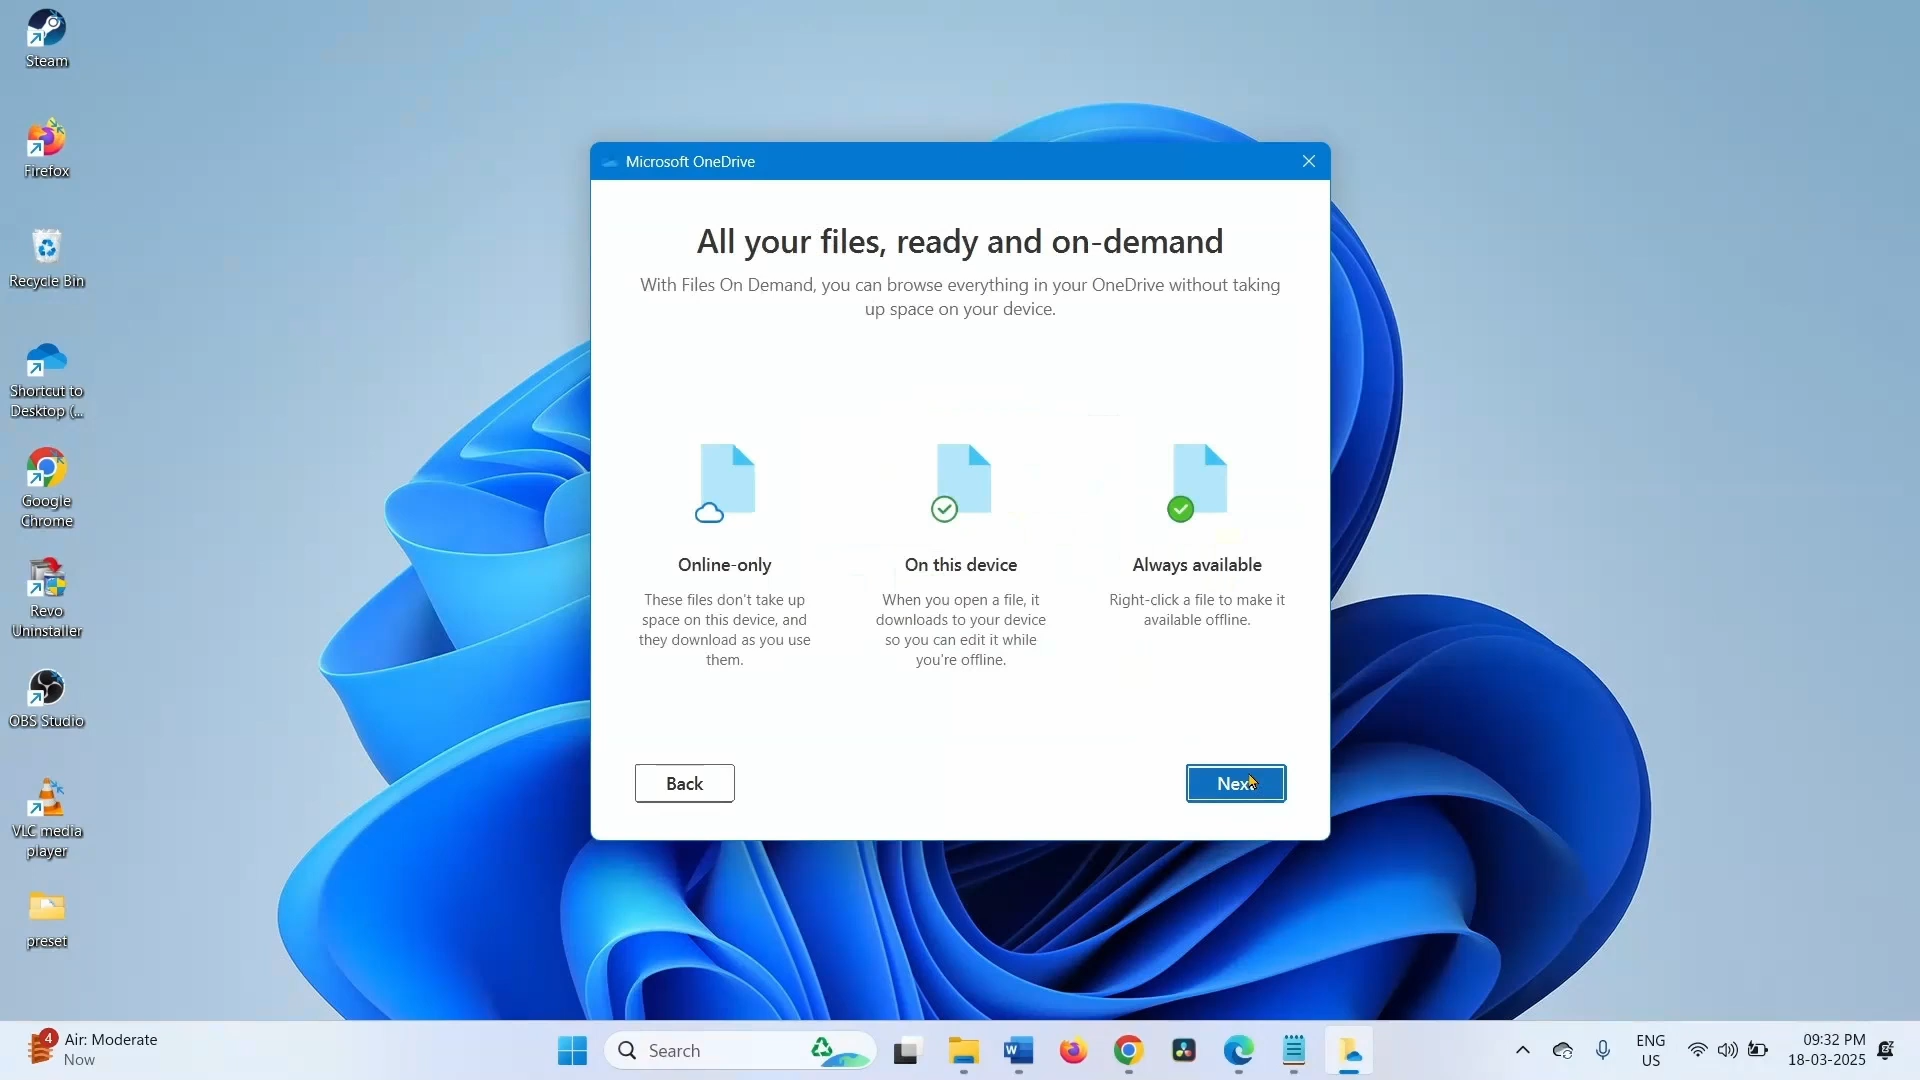 Steam
Firefox
Recycle Bin
Shortcut to
Desktop (...
Google
Chrome
Revo
Uninstaller
OBS Studio
VLC media
player
preset
Microsoft OneDrive
All your files, ready and on-demand
With Files On Demand, you can browse everything in your OneDrive without taking
up space on your device.
Online-only
These files don't take up
space on this device, and
they download as you use
them.
On this device
When you open a file, it
downloads to your device
so you can edit it while
you're offline.
Always available
Right-click a file to make it
available offline.
Back
Next
4
Air: Moderate
Now
Search
W
ENG
US
09:32 PM
18-03-2025